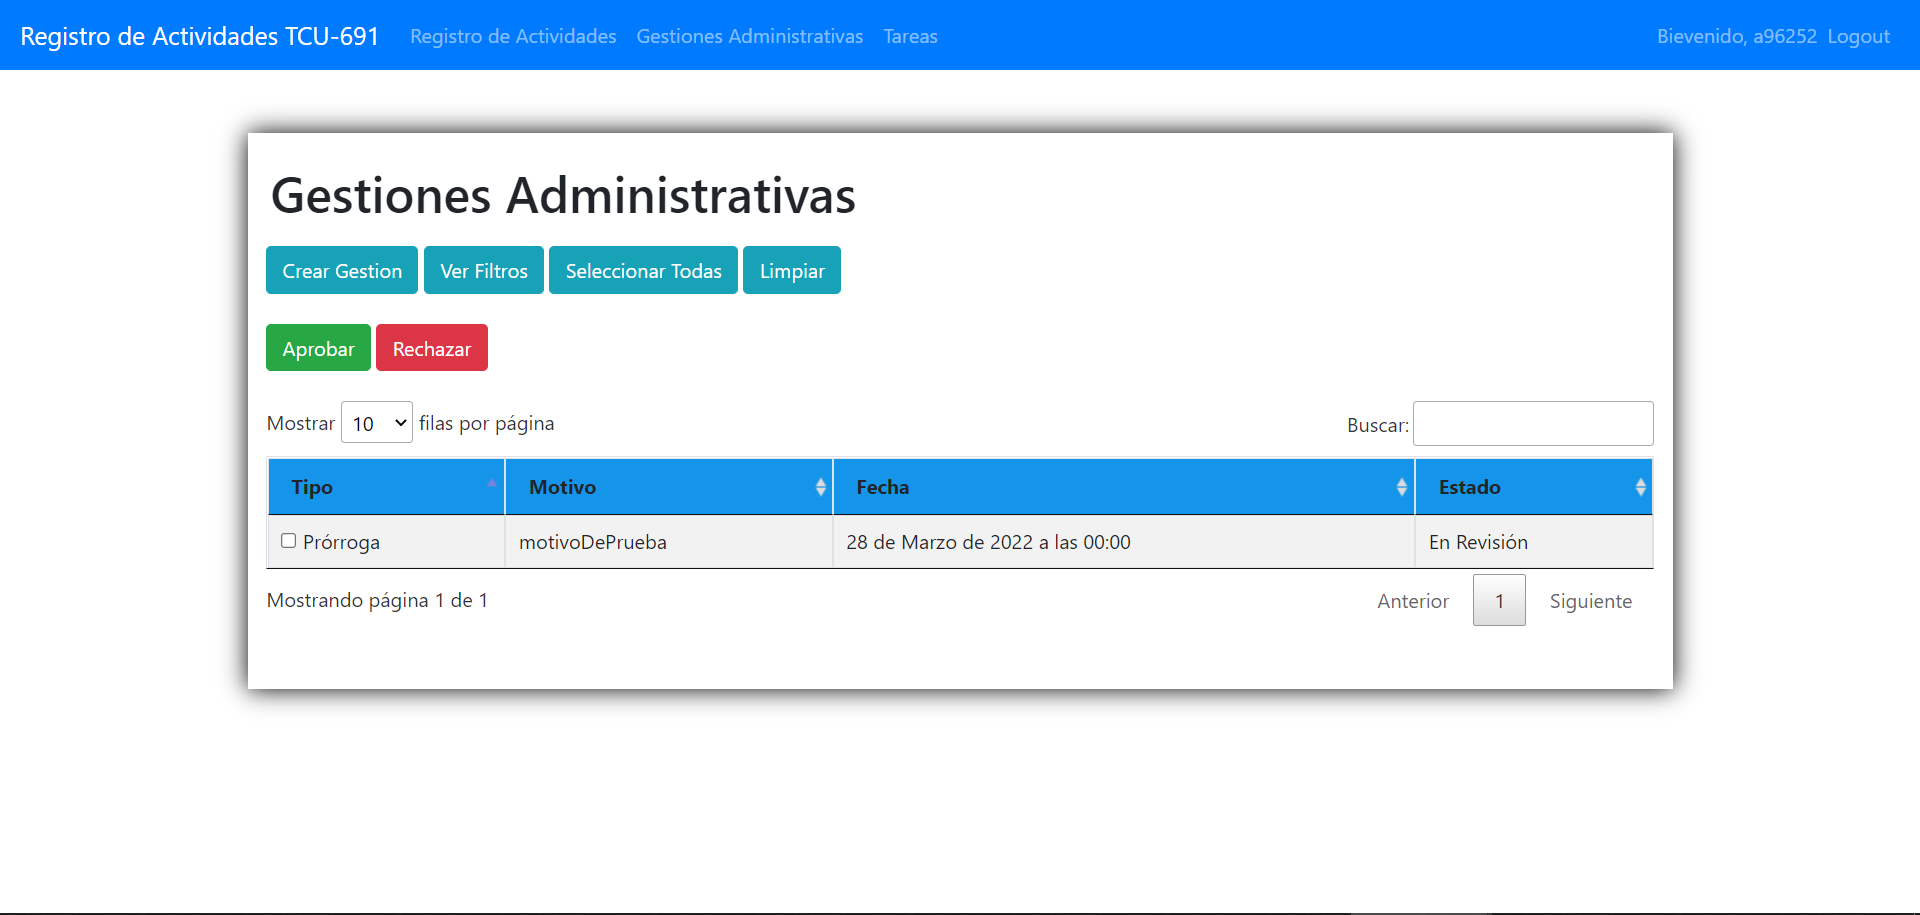 Registro de Actividades TCU-691 Registro de Actividades Gestiones Administrativas Tareas Bievenido, a96252 Logout
Gestiones Administrativas
Crear Gestion Ver Filtros Seleccionar Todas Limpiar
Aprobar Rechazar
Mostrar 10 filas por página Buscar:
Tipo Motivo Fecha Estado
Prórroga motivoDePrueba 28 de Marzo de 2022 a las 00:00 En Revisión
Mostrando página 1 de 1 Anterior 1 Siguiente